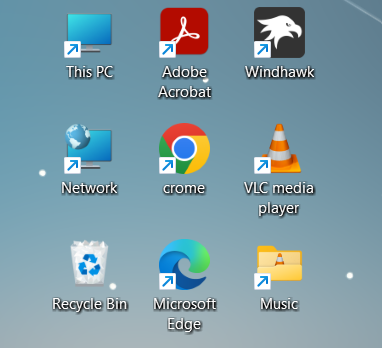 This PC
Adobe
Acrobat
Windhawk
Network
crome
VLC media
player
Recycle Bin
Microsoft
Edge
Music